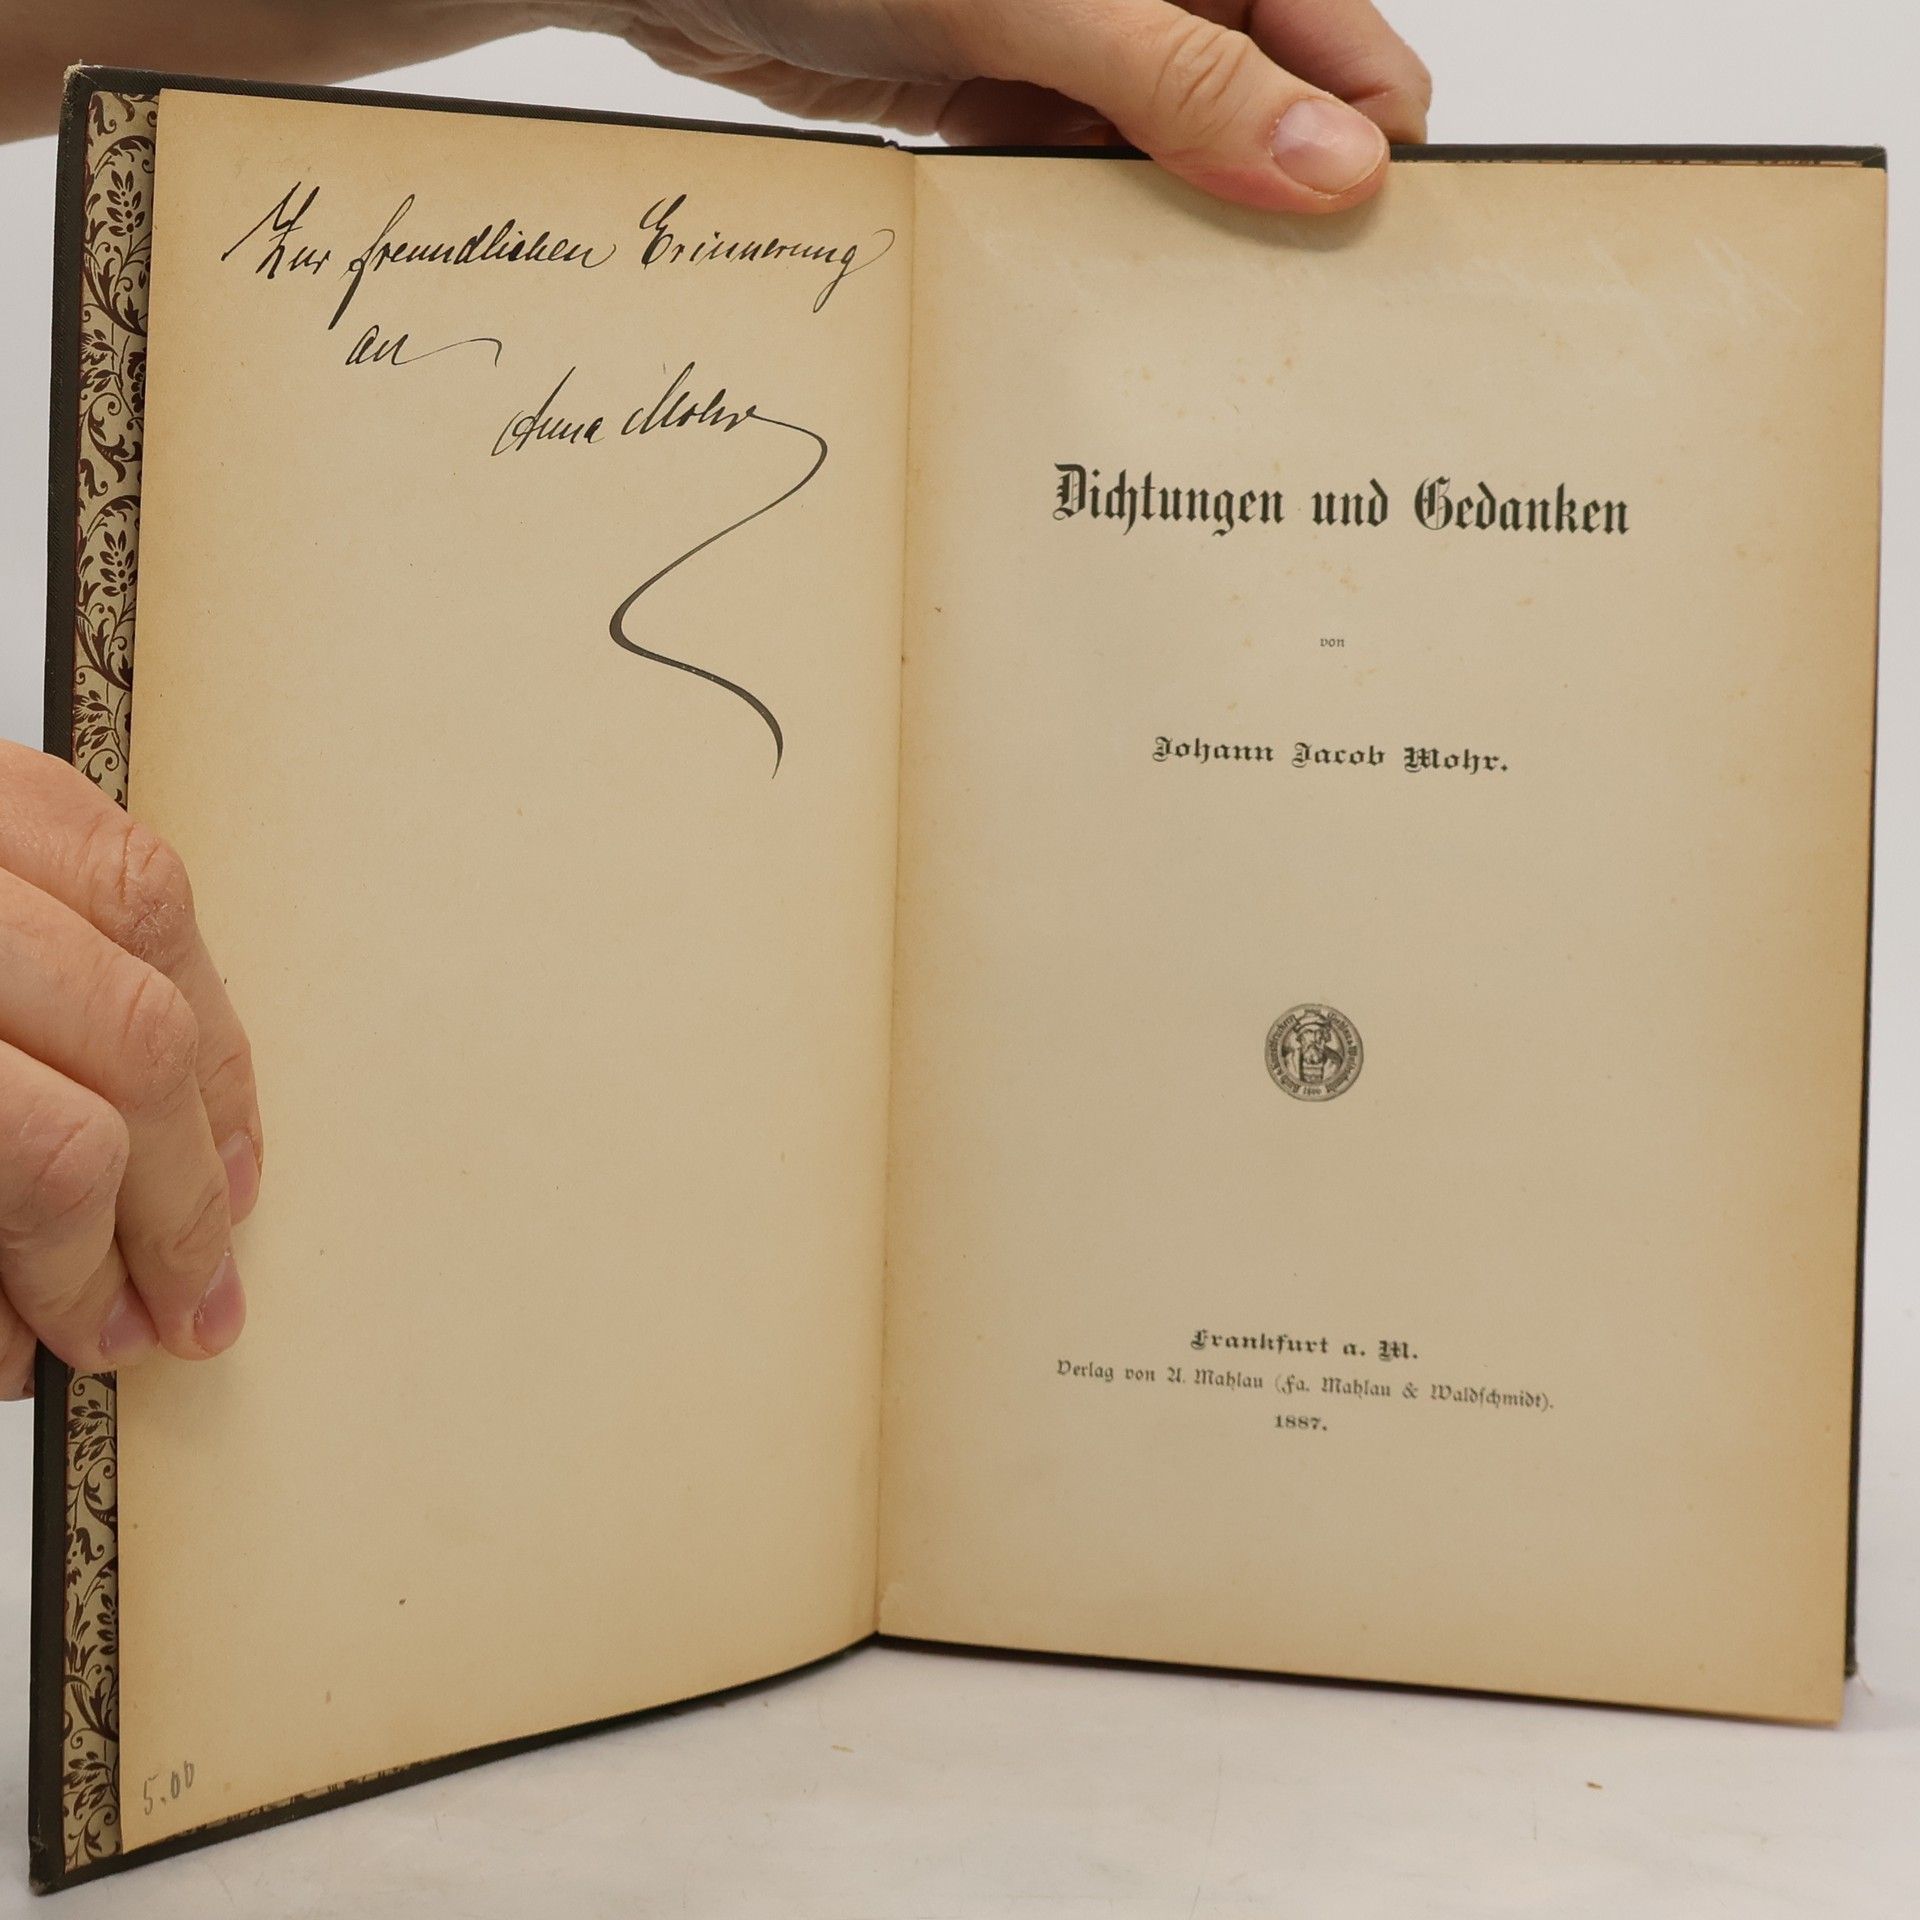 Zur freundlichen Erinnerung
an
Anna Mohr
5.00
Dichtungen und Gedanken
von
Johann Jacob Mohr.
Frankfurt a. M.
Verlag von A. Mahlau (Fa. Mahlau & Waldschmidt).
1887.